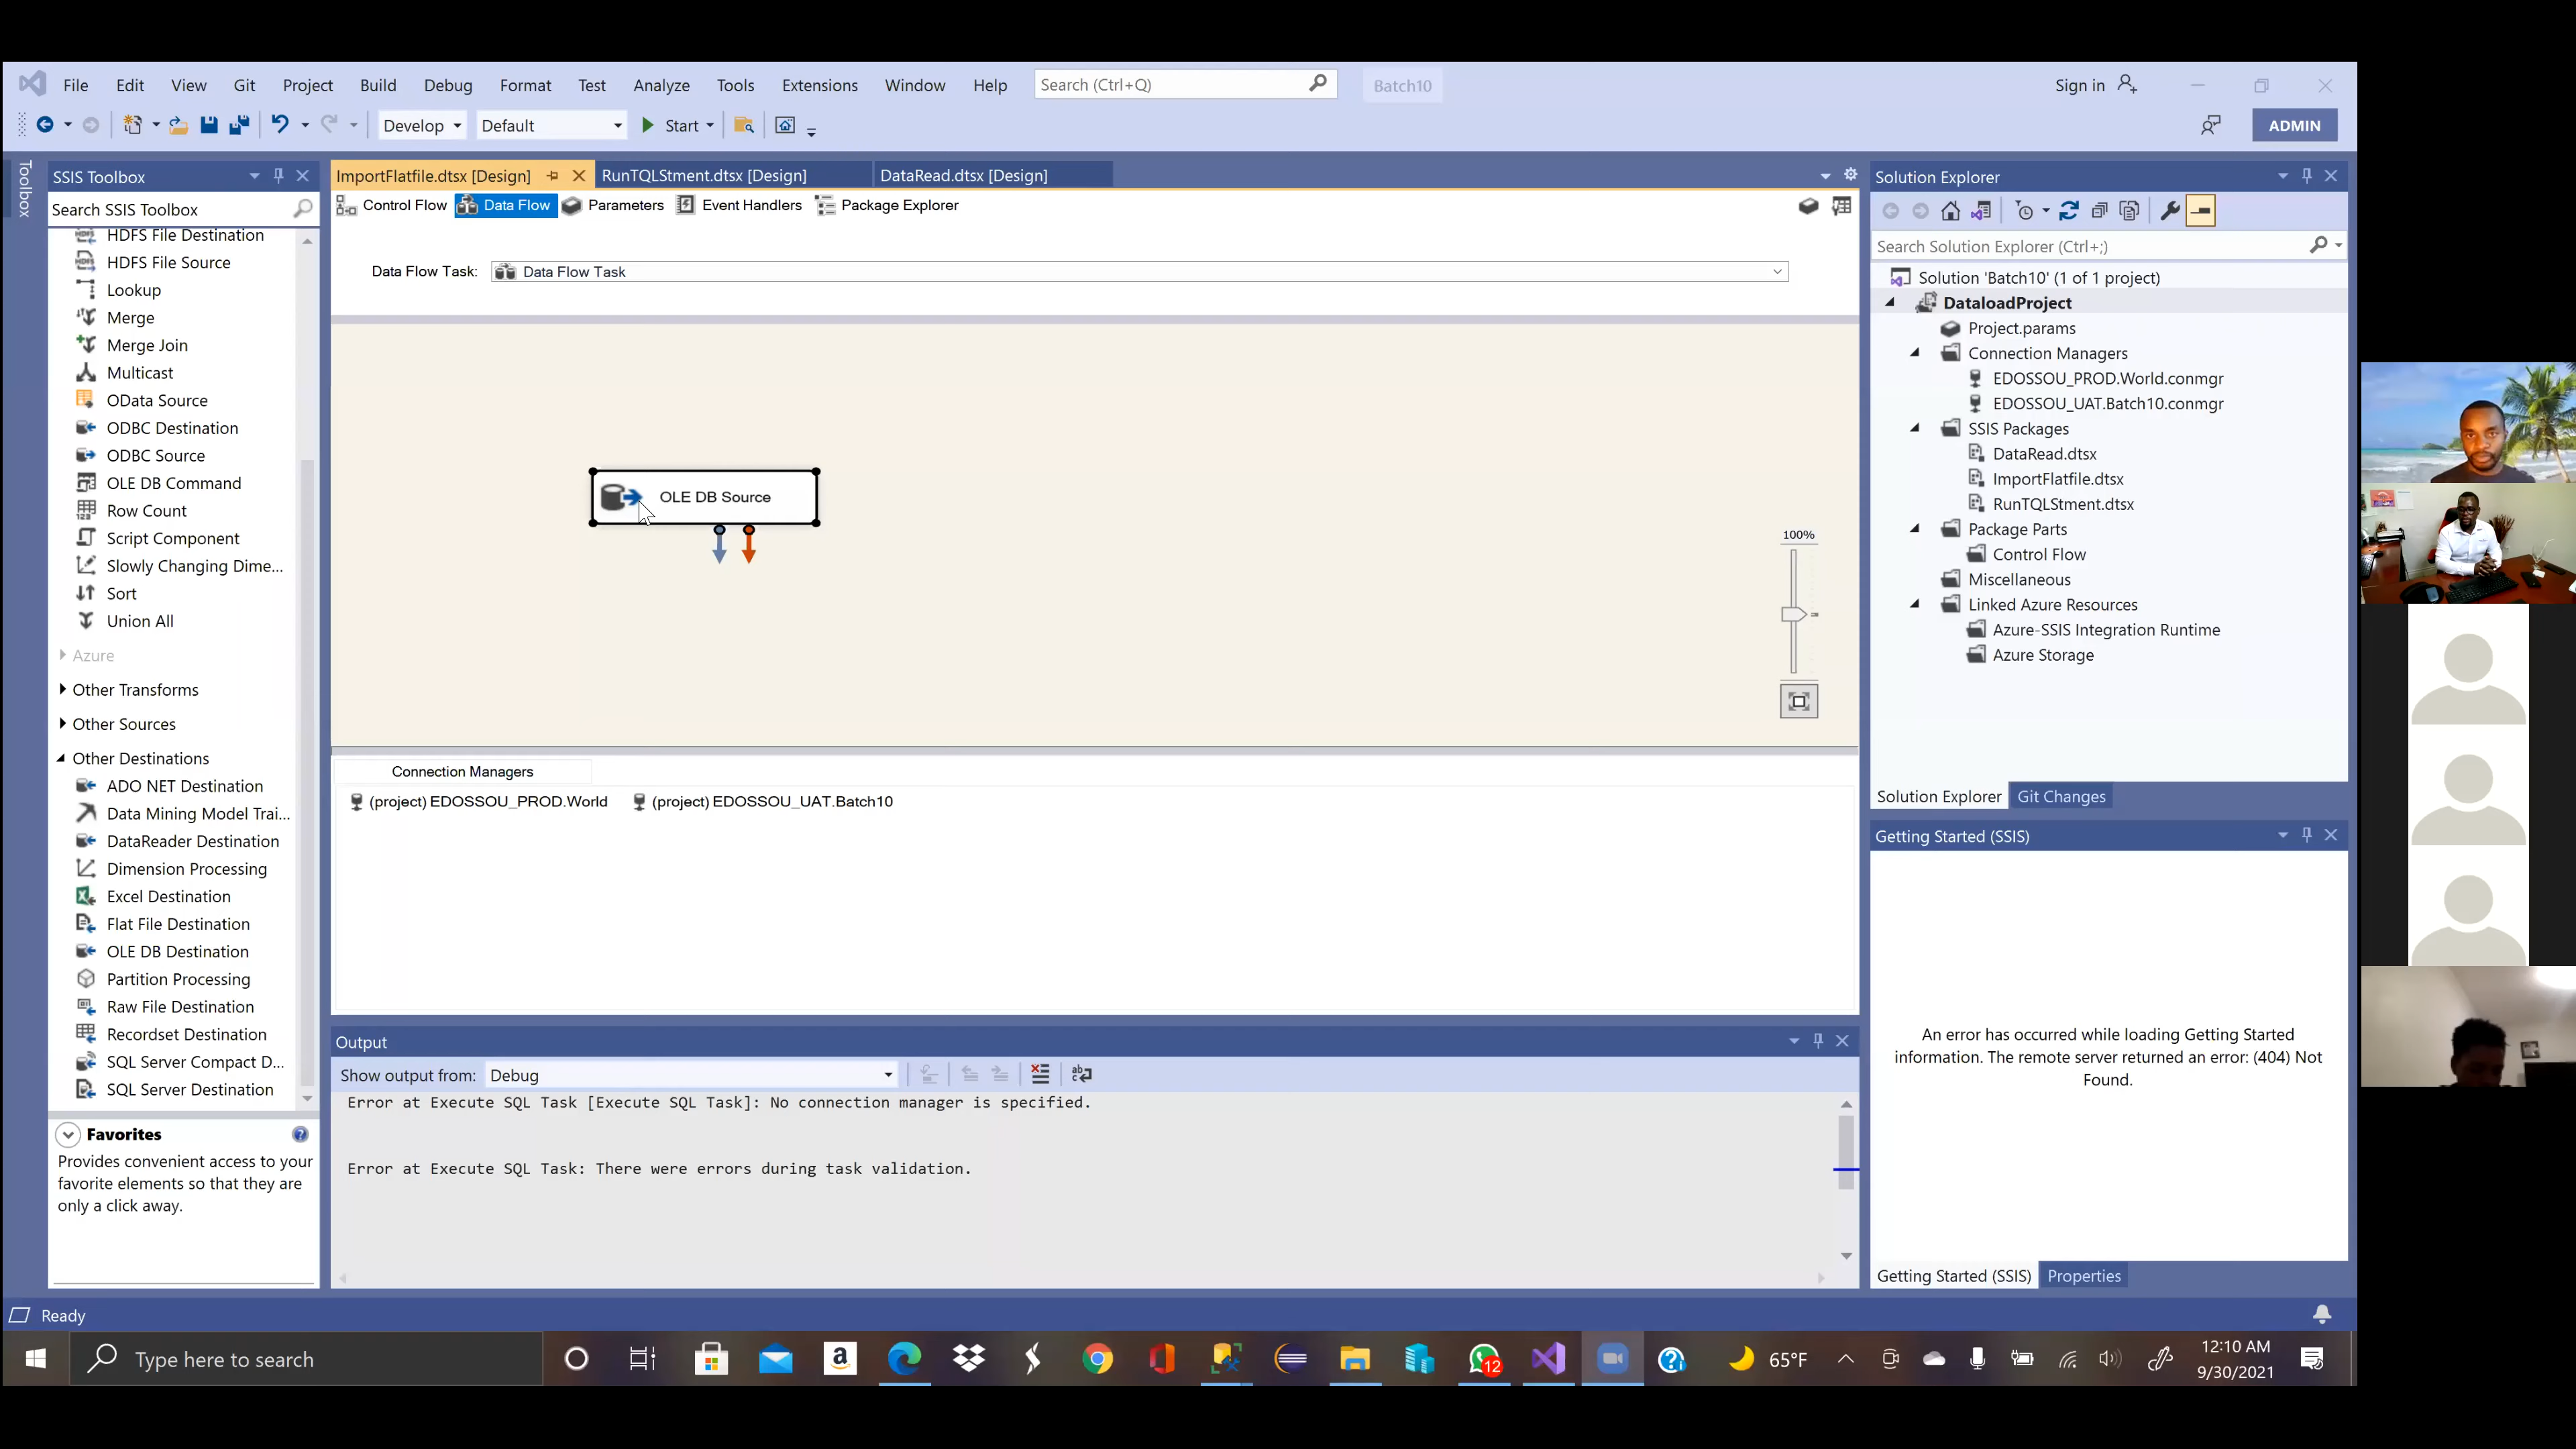 File Edit View Git Project Build Debug Format Test Analyze Tools Extensions Window Help Search (Ctrl+Q) Batch10 Sign in
Develop Default Start ADMIN
Toolbox
SSIS Toolbox
Search SSIS Toolbox
HDFS File Destination
HDFS File Source
Lookup
Merge
Merge Join
Multicast
OData Source
ODBC Destination
ODBC Source
OLE DB Command
Row Count
Script Component
Slowly Changing Dime...
Sort
Union All
Azure
Other Transforms
Other Sources
Other Destinations
ADO NET Destination
Data Mining Model Trai...
DataReader Destination
Dimension Processing
Excel Destination
Flat File Destination
OLE DB Destination
Partition Processing
Raw File Destination
Recordset Destination
SQL Server Compact D...
SQL Server Destination
Favorites
Provides convenient access to your
favorite elements so that they are
only a click away.
ImportFlatfile.dtsx [Design] RunTQLStment.dtsx [Design] DataRead.dtsx [Design]
Control Flow Data Flow Parameters Event Handlers Package Explorer
Data Flow Task: Data Flow Task
OLE DB Source
100%
Connection Managers
(project) EDOSSOU_PROD.World (project) EDOSSOU_UAT.Batch10
Output
Show output from: Debug
Error at Execute SQL Task [Execute SQL Task]: No connection manager is specified.
Error at Execute SQL Task: There were errors during task validation.
Solution Explorer
Search Solution Explorer (Ctrl+;)
Solution 'Batch10' (1 of 1 project)
DataloadProject
Project.params
Connection Managers
EDOSSOU_PROD.World.conmgr
EDOSSOU_UAT.Batch10.conmgr
SSIS Packages
DataRead.dtsx
ImportFlatfile.dtsx
RunTQLStment.dtsx
Package Parts
Control Flow
Miscellaneous
Linked Azure Resources
Azure-SSIS Integration Runtime
Azure Storage
Solution Explorer Git Changes
Getting Started (SSIS)
An error has occurred while loading Getting Started
information. The remote server returned an error: (404) Not
Found.
Getting Started (SSIS) Properties
Ready
Type here to search
12
65°F
12:10 AM
9/30/2021